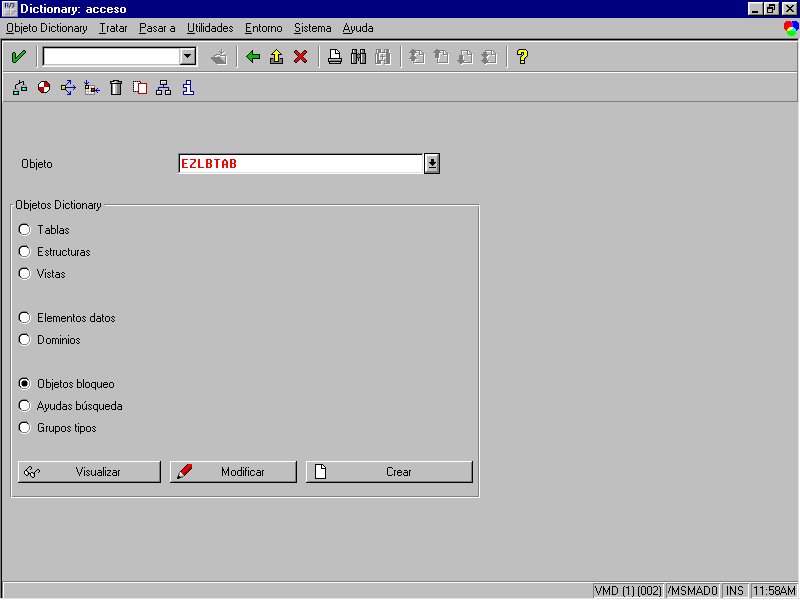 R/3 Dictionary: acceso
Objeto Dictionary Tratar Pasar a Utilidades Entorno Sistema Ayuda
Objeto EZLBTAB
Objetos Dictionary
Tablas
Estructuras
Vistas
Elementos datos
Dominios
Objetos bloqueo
Ayudas búsqueda
Grupos tipos
Visualizar Modificar Crear
VMD (1) (002) /MSMAD0 INS 11:58AM